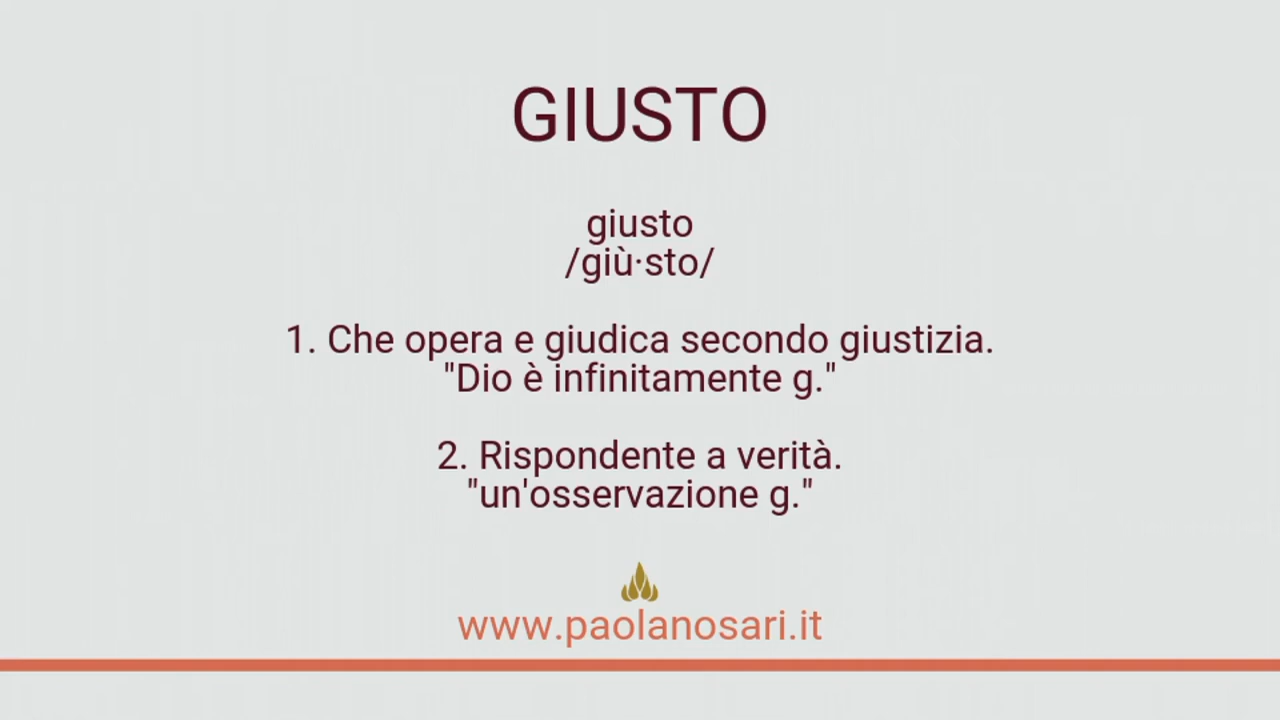 GIUSTO
giusto
/giù·sto/
1. Che opera e giudica secondo giustizia.
"Dio è infinitamente g."
2. Rispondente a verità.
"un'osservazione g."
www.paolanosari.it